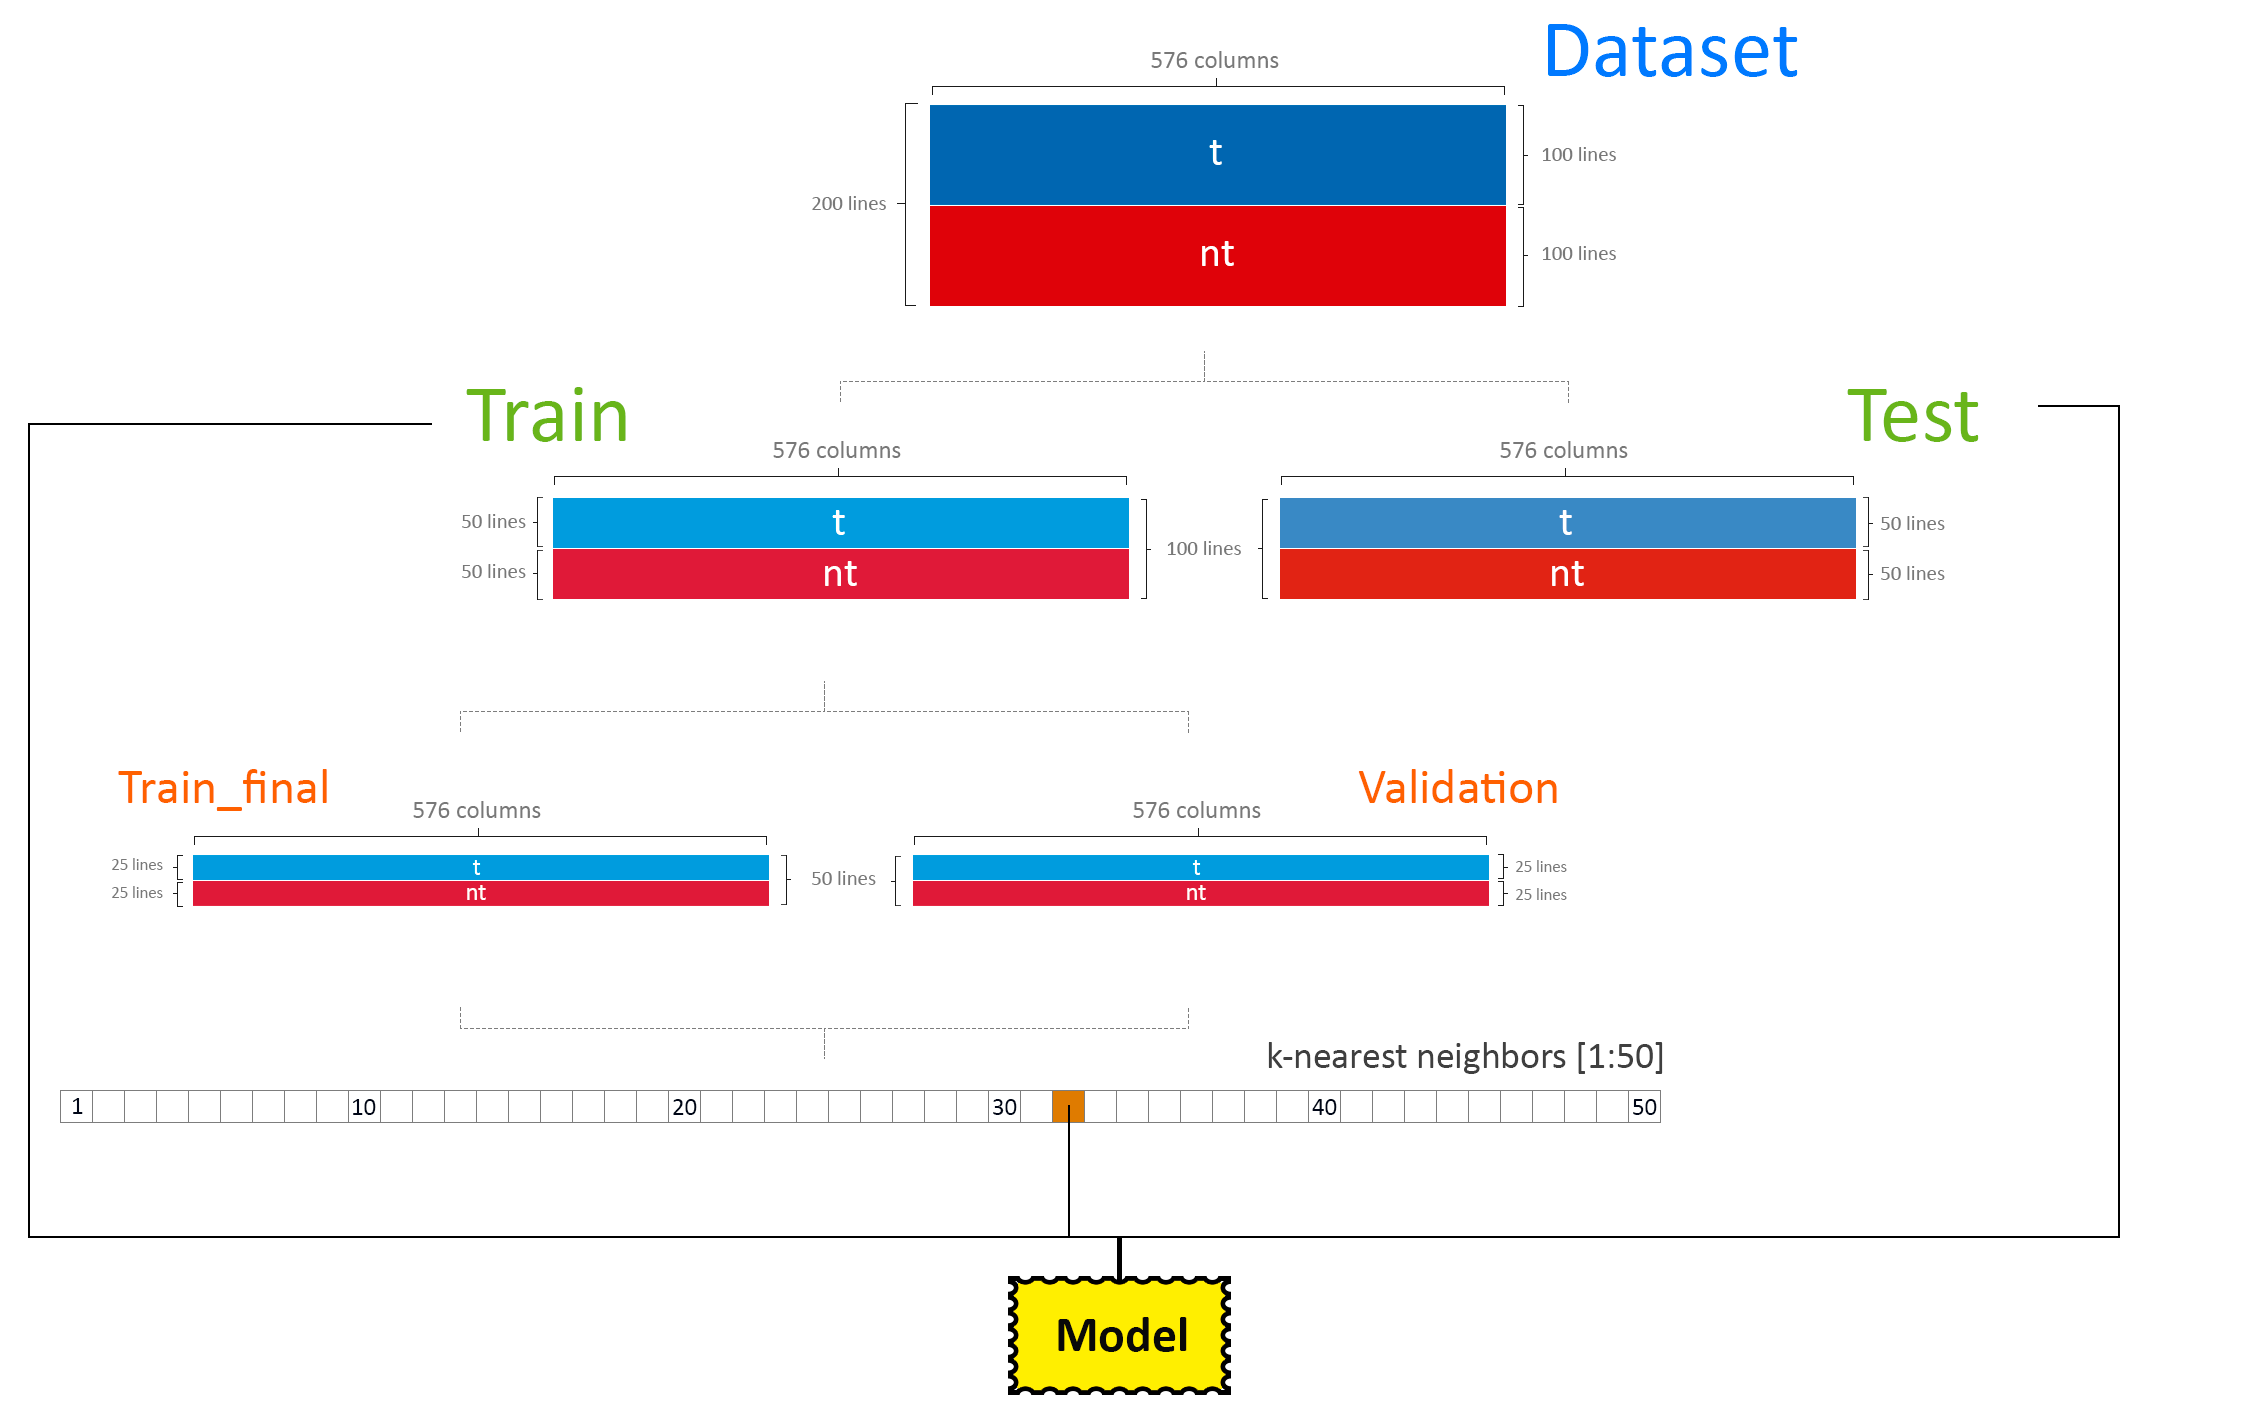 Dataset
576 columns
t
100 lines
200 lines
nt
100 lines
Train
Test
576 columns
576 columns
50 lines
t
50 lines
nt
100 lines
t
50 lines
nt
50 lines
Train_final
Validation
576 columns
576 columns
25 lines
t
25 lines
nt
50 lines
t
25 lines
nt
25 lines
k-nearest neighbors [1:50]
1 10 20 30 40 50
Model